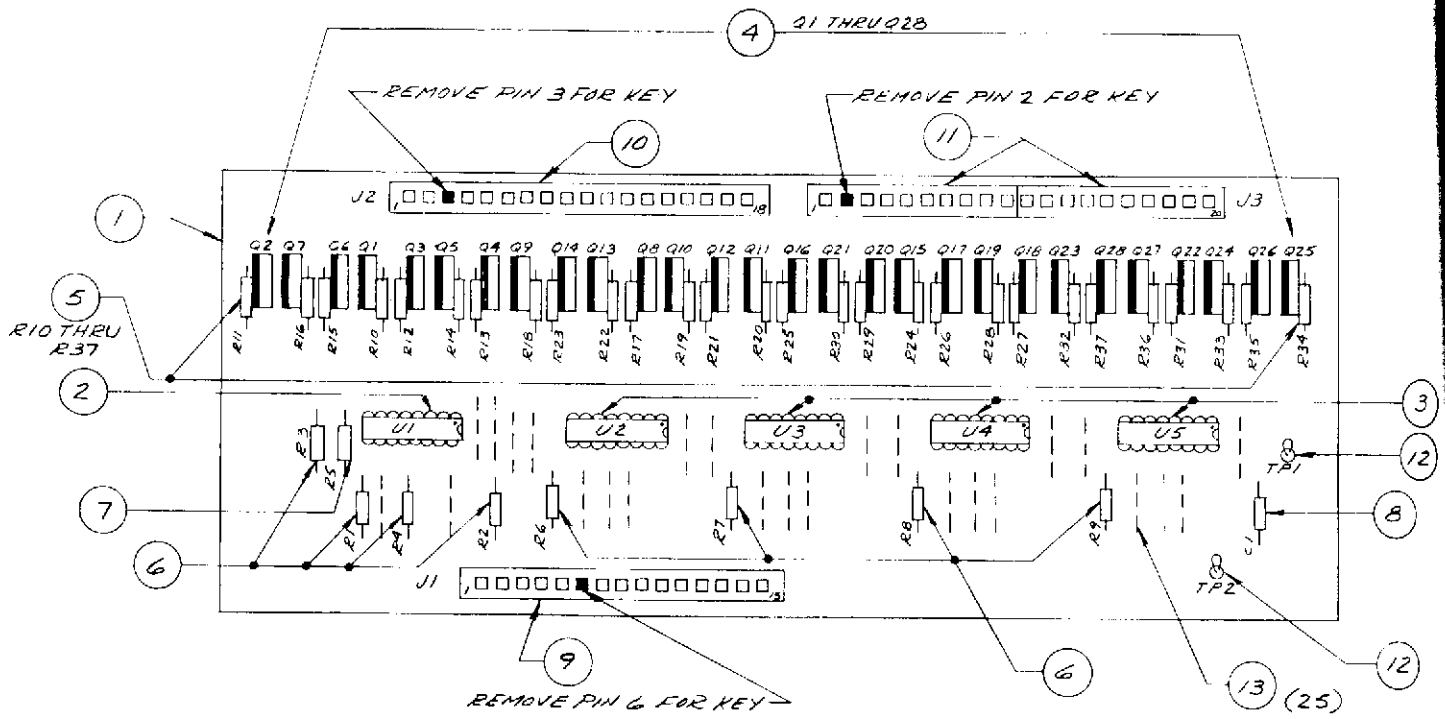 4
Q1 THRU Q28
REMOVE PIN 3 FOR KEY
REMOVE PIN 2 FOR KEY
10
11
1
J2
1
18
1
20
J3
Q2 Q7 Q6 Q1 Q3 Q5 Q4 Q9 Q14 Q13 Q8 Q10 Q12 Q11 Q16 Q21 Q20 Q15 Q17 Q19 Q18 Q23 Q28 Q27 Q22 Q24 Q26 Q25
5
R10 THRU
R37
R11 R16 R15 R10 R12 R14 R13 R18 R23 R22 R17 R19 R21 R20 R25 R30 R29 R24 R26 R28 R27 R32 R37 R36 R31 R33 R35 R34
2
3
U1 U2 U3 U4 U5
R3
R5
TP1
12
7
R1 R4 R2 R6 R7 R8 R9 C1
8
6
J1
1
15
TP2
9
6
12
13 (25)
REMOVE PIN 6 FOR KEY